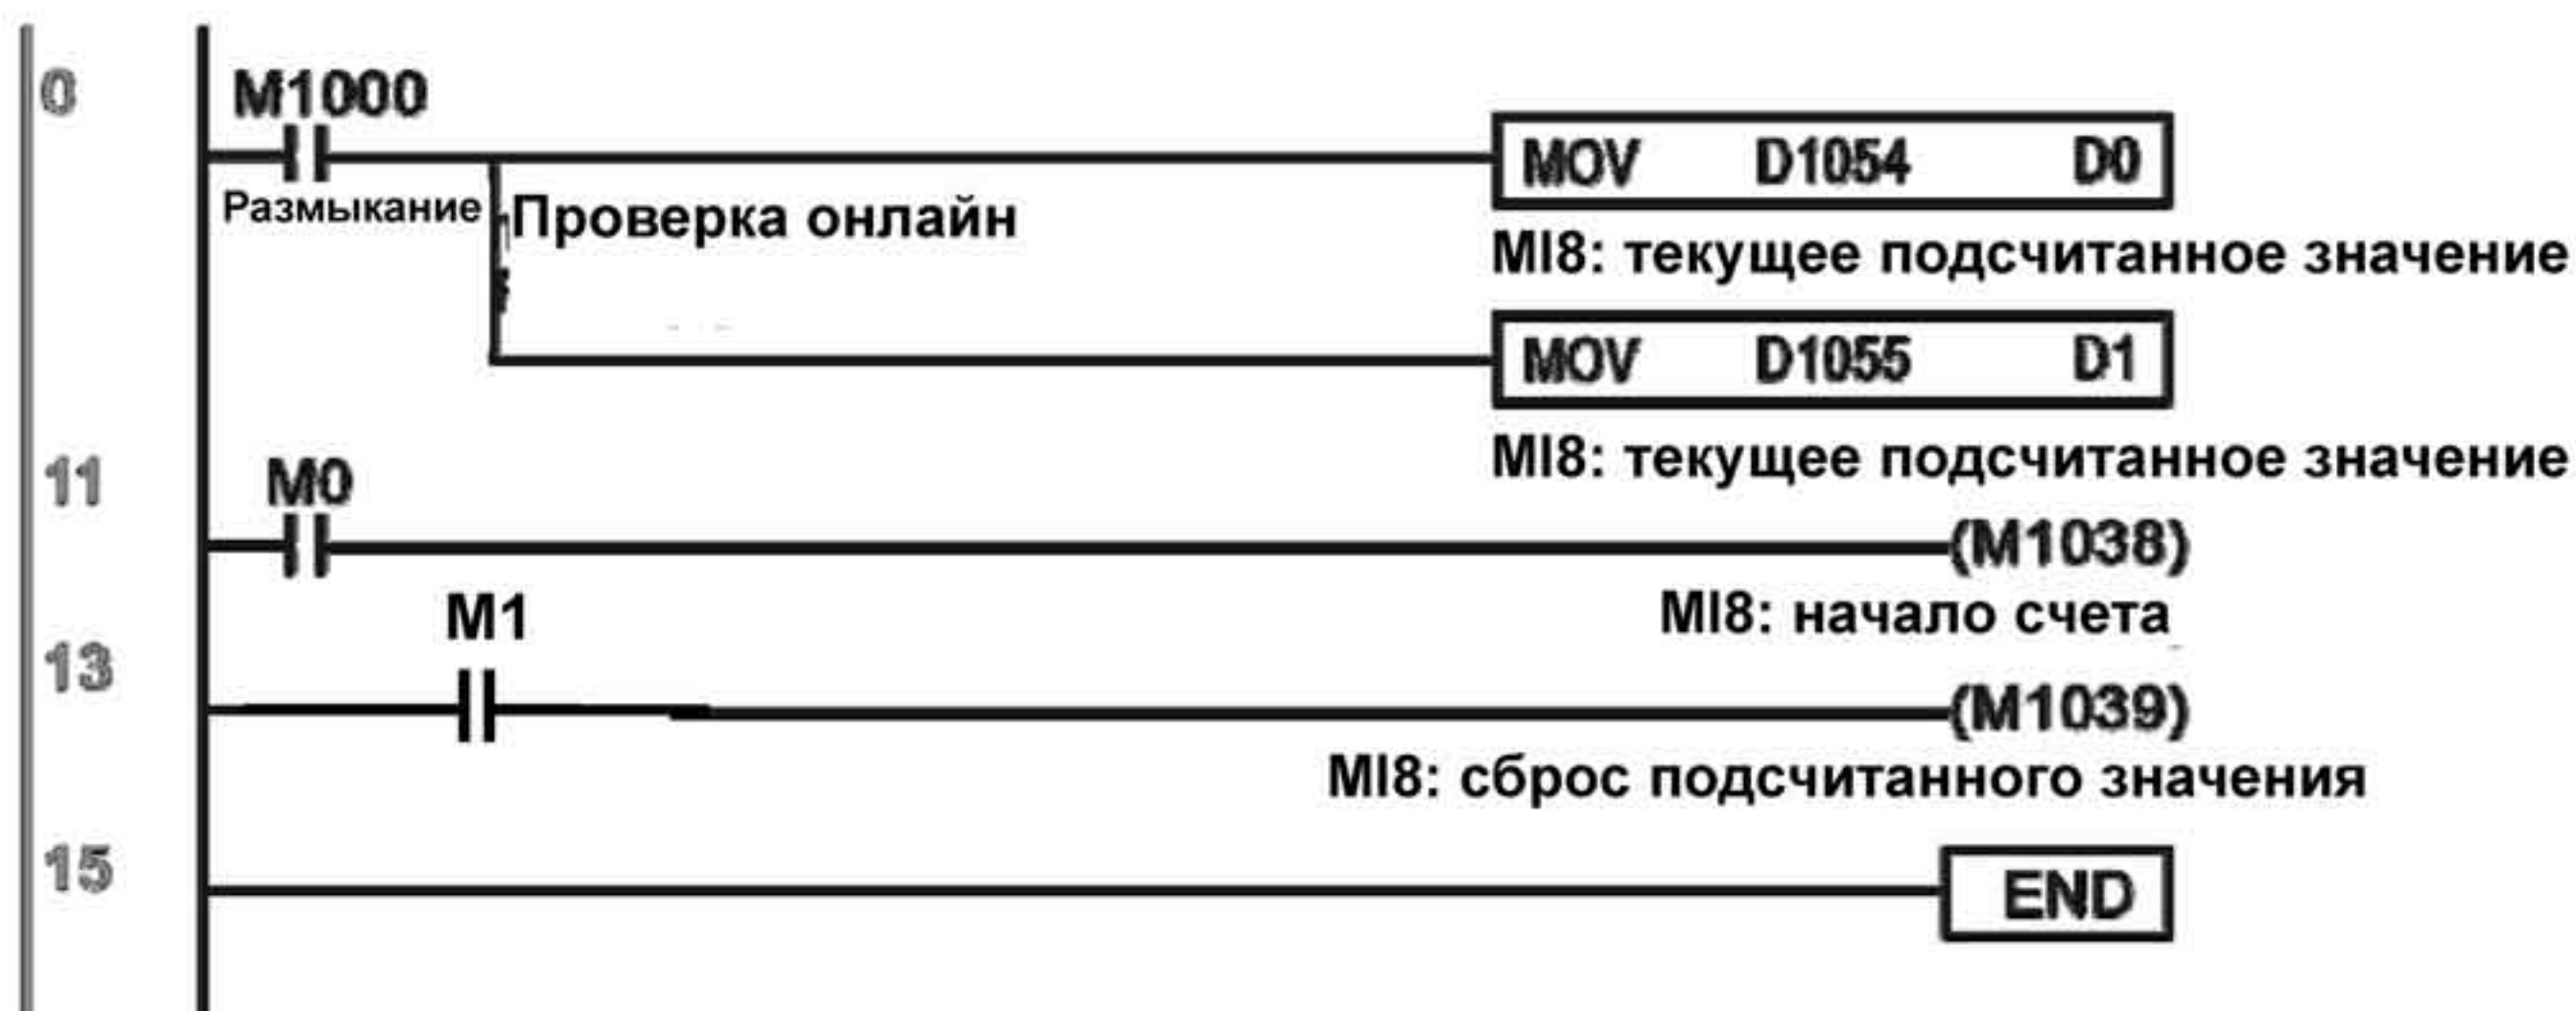 0
M1000
MOV D1054 D0
Размыкание
Проверка онлайн
MI8: текущее подсчитанное значение
MOV D1055 D1
MI8: текущее подсчитанное значение
11
M0
(M1038)
MI8: начало счета
M1
13
(M1039)
MI8: сброс подсчитанного значения
15
END